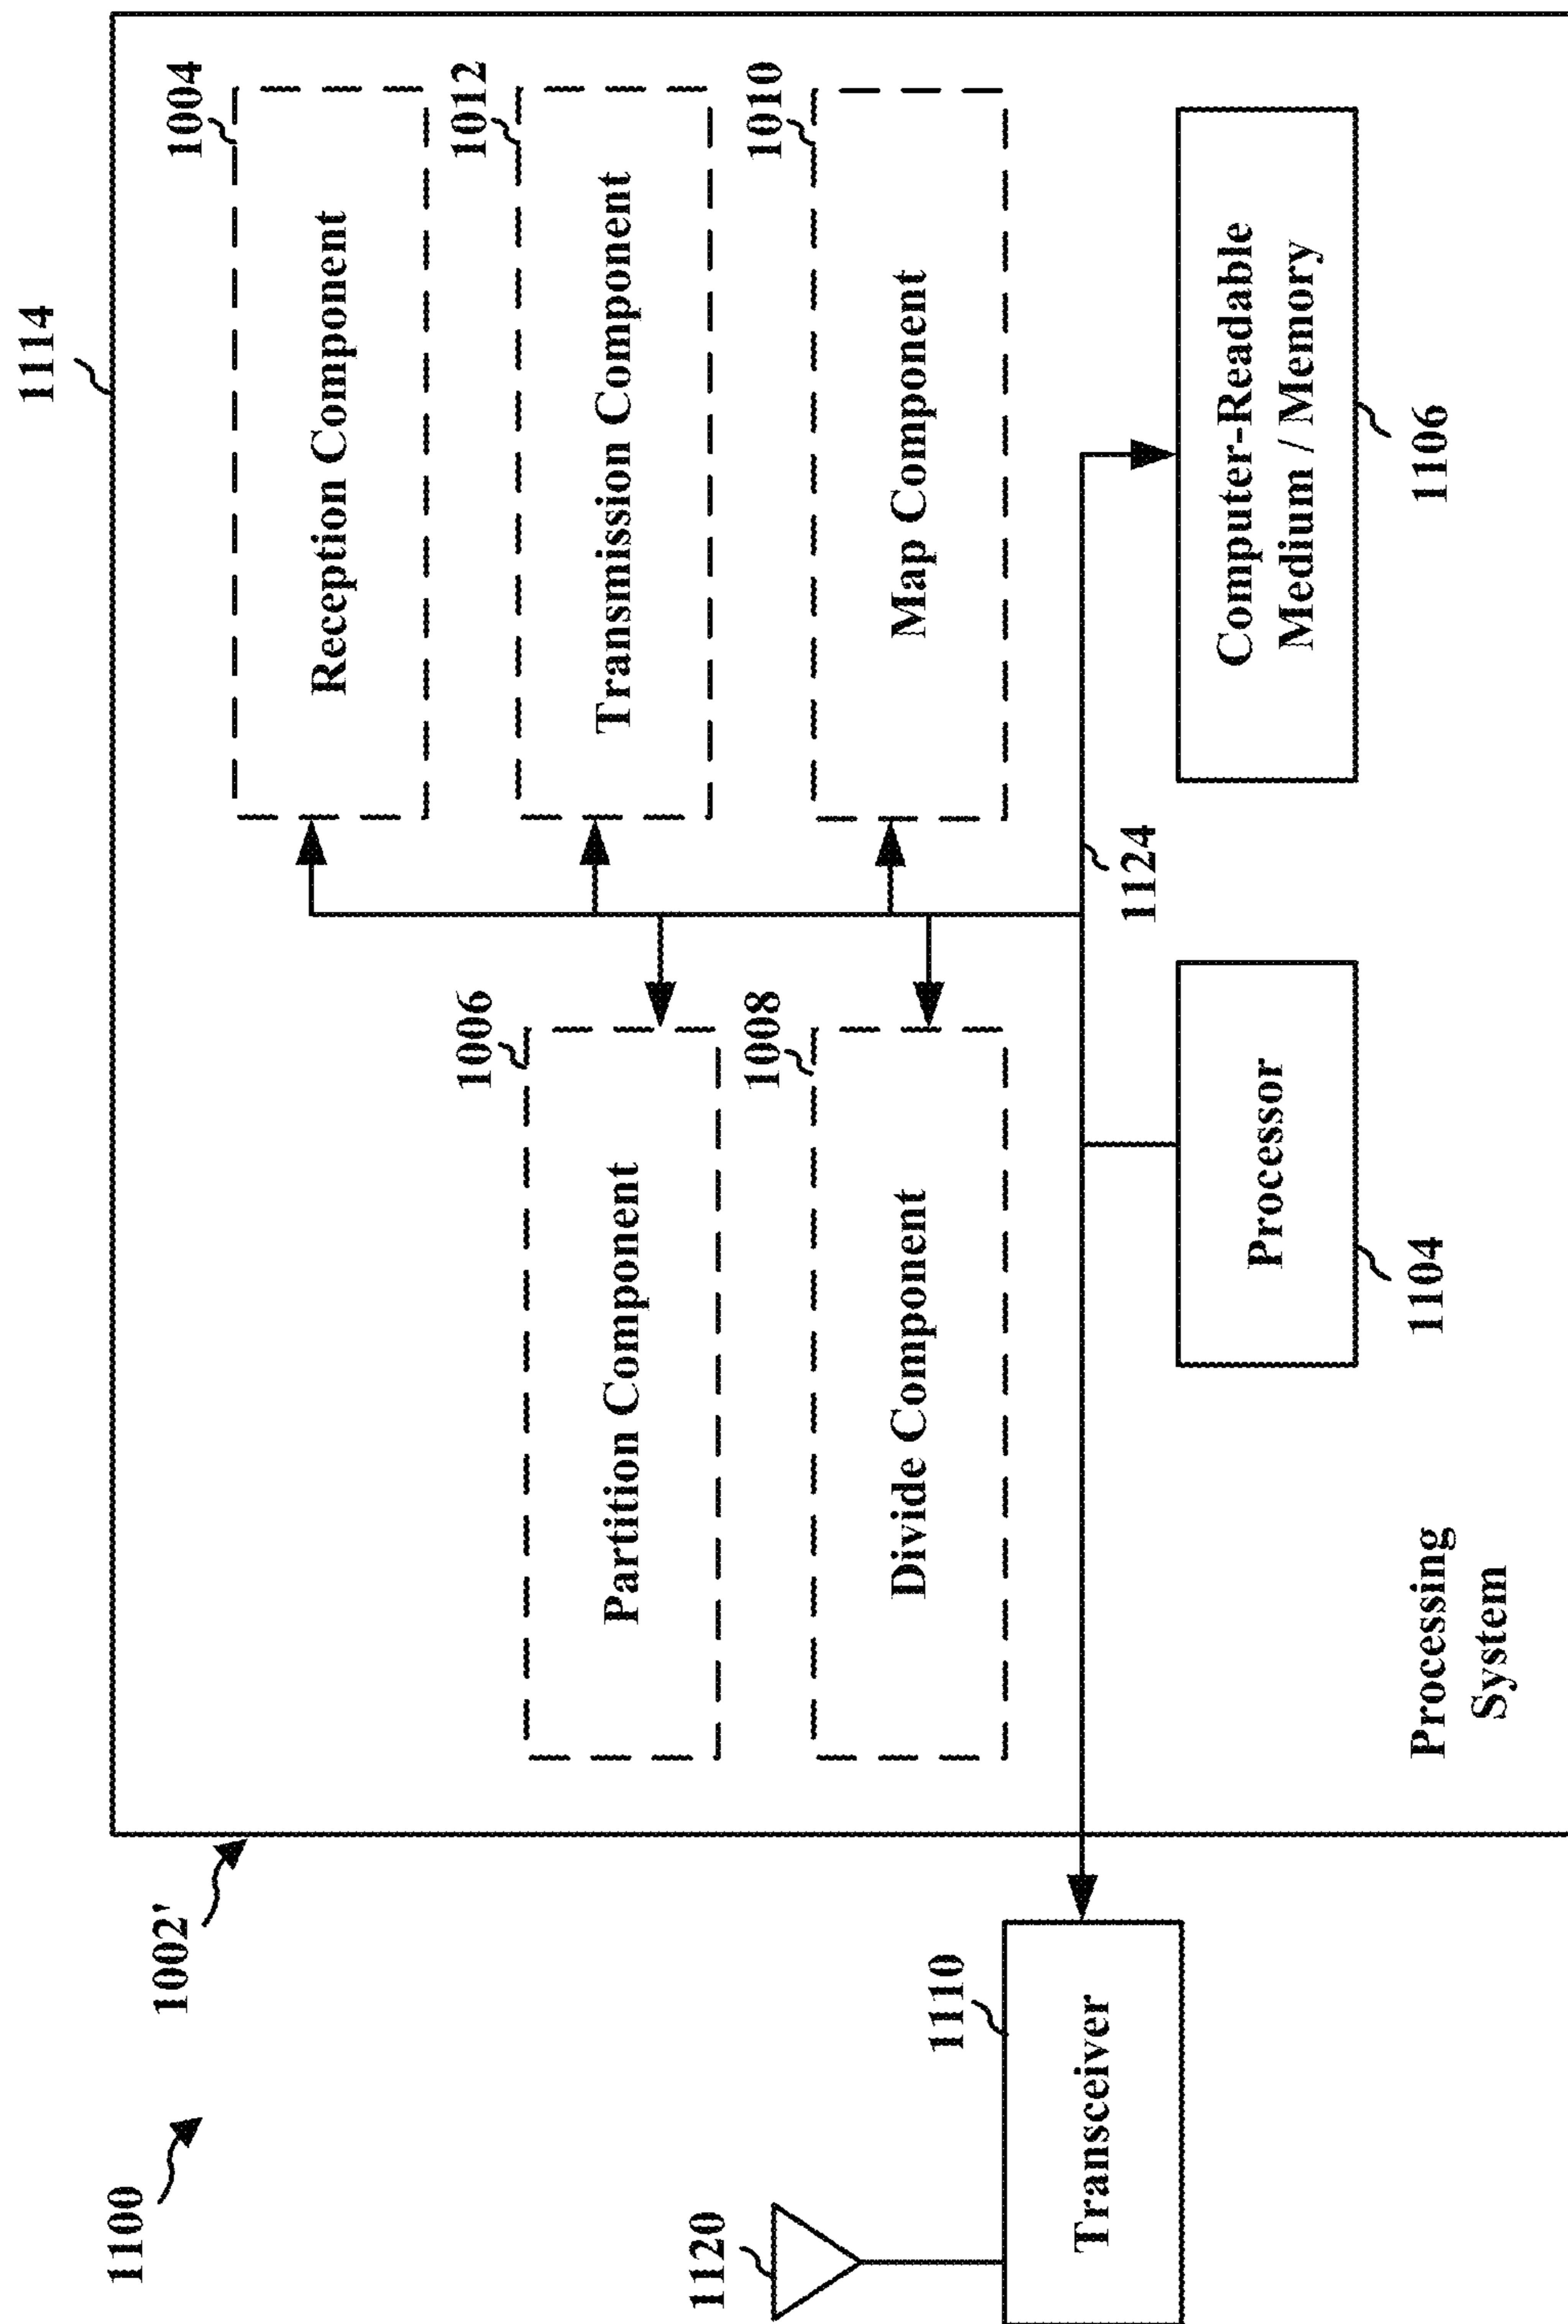 1100
1002'
1114
1004
Reception Component
1006
Partition Component
1012
Transmission Component
1008
Divide Component
1010
Map Component
1120
1110
Transceiver
1124
Processor
1104
Computer-Readable
Medium / Memory
1106
Processing
System